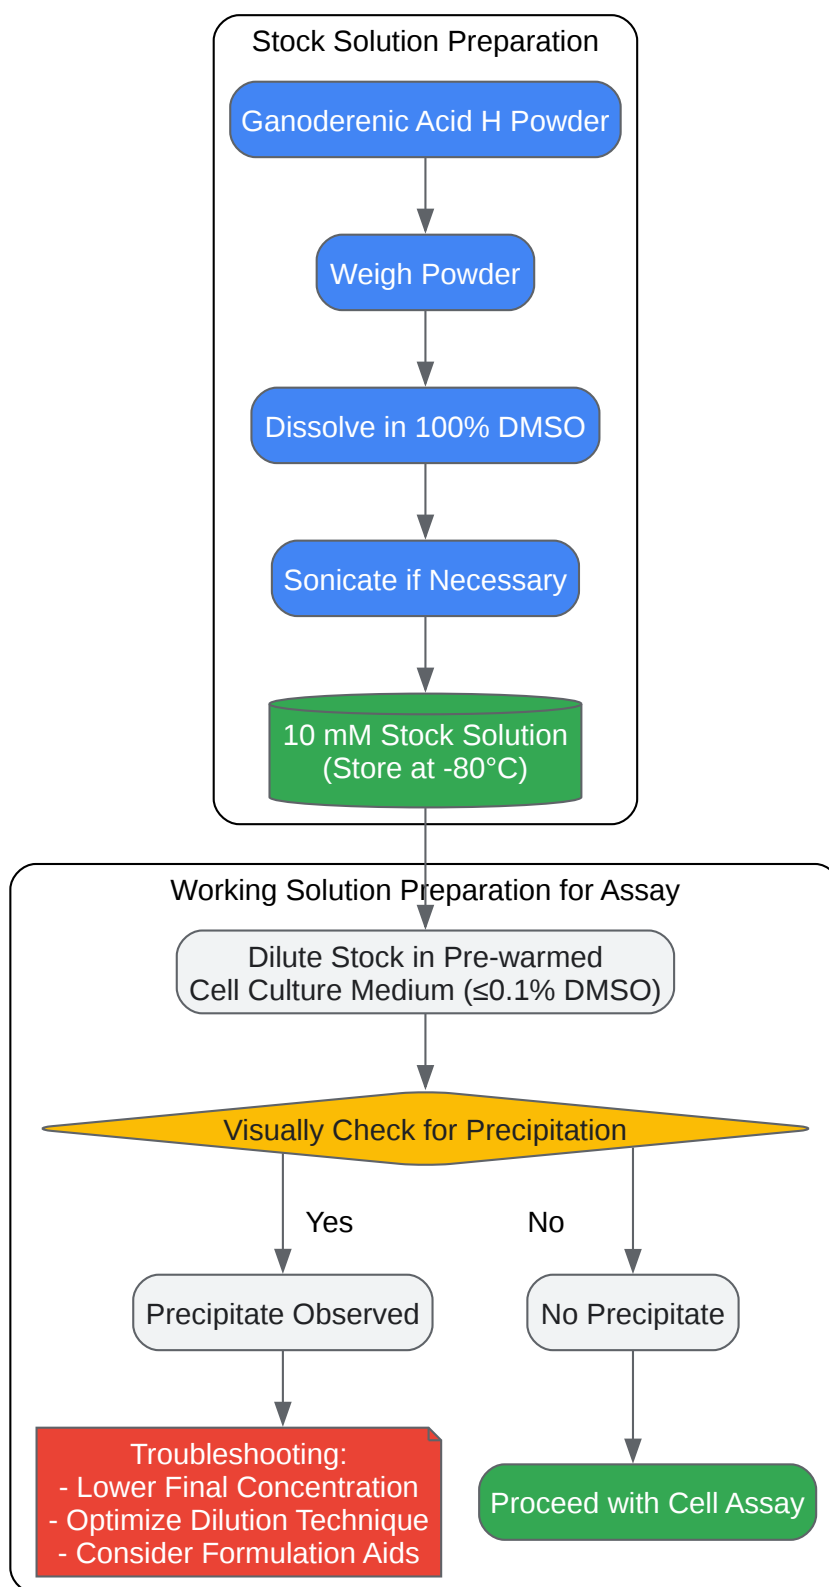 Stock Solution Preparation
Ganoderenic Acid H Powder
Weigh Powder
Dissolve in 100% DMSO
Sonicate if Necessary
10 mM Stock Solution
(Store at -80°C)
Working Solution Preparation for Assay
Dilute Stock in Pre-warmed
Cell Culture Medium (≤0.1% DMSO)
Visually Check for Precipitation
Yes
No
Precipitate Observed
No Precipitate
Troubleshooting:
- Lower Final Concentration
- Optimize Dilution Technique
- Consider Formulation Aids
Proceed with Cell Assay